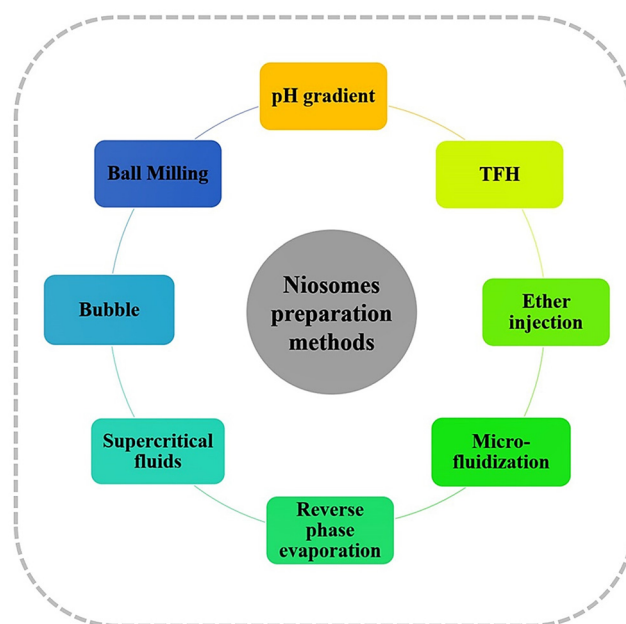 pH gradient
TFH
Ether
injection
Micro-
fluidization
Reverse
phase
evaporation
Supercritical
fluids
Bubble
Ball Milling
Niosomes
preparation
methods